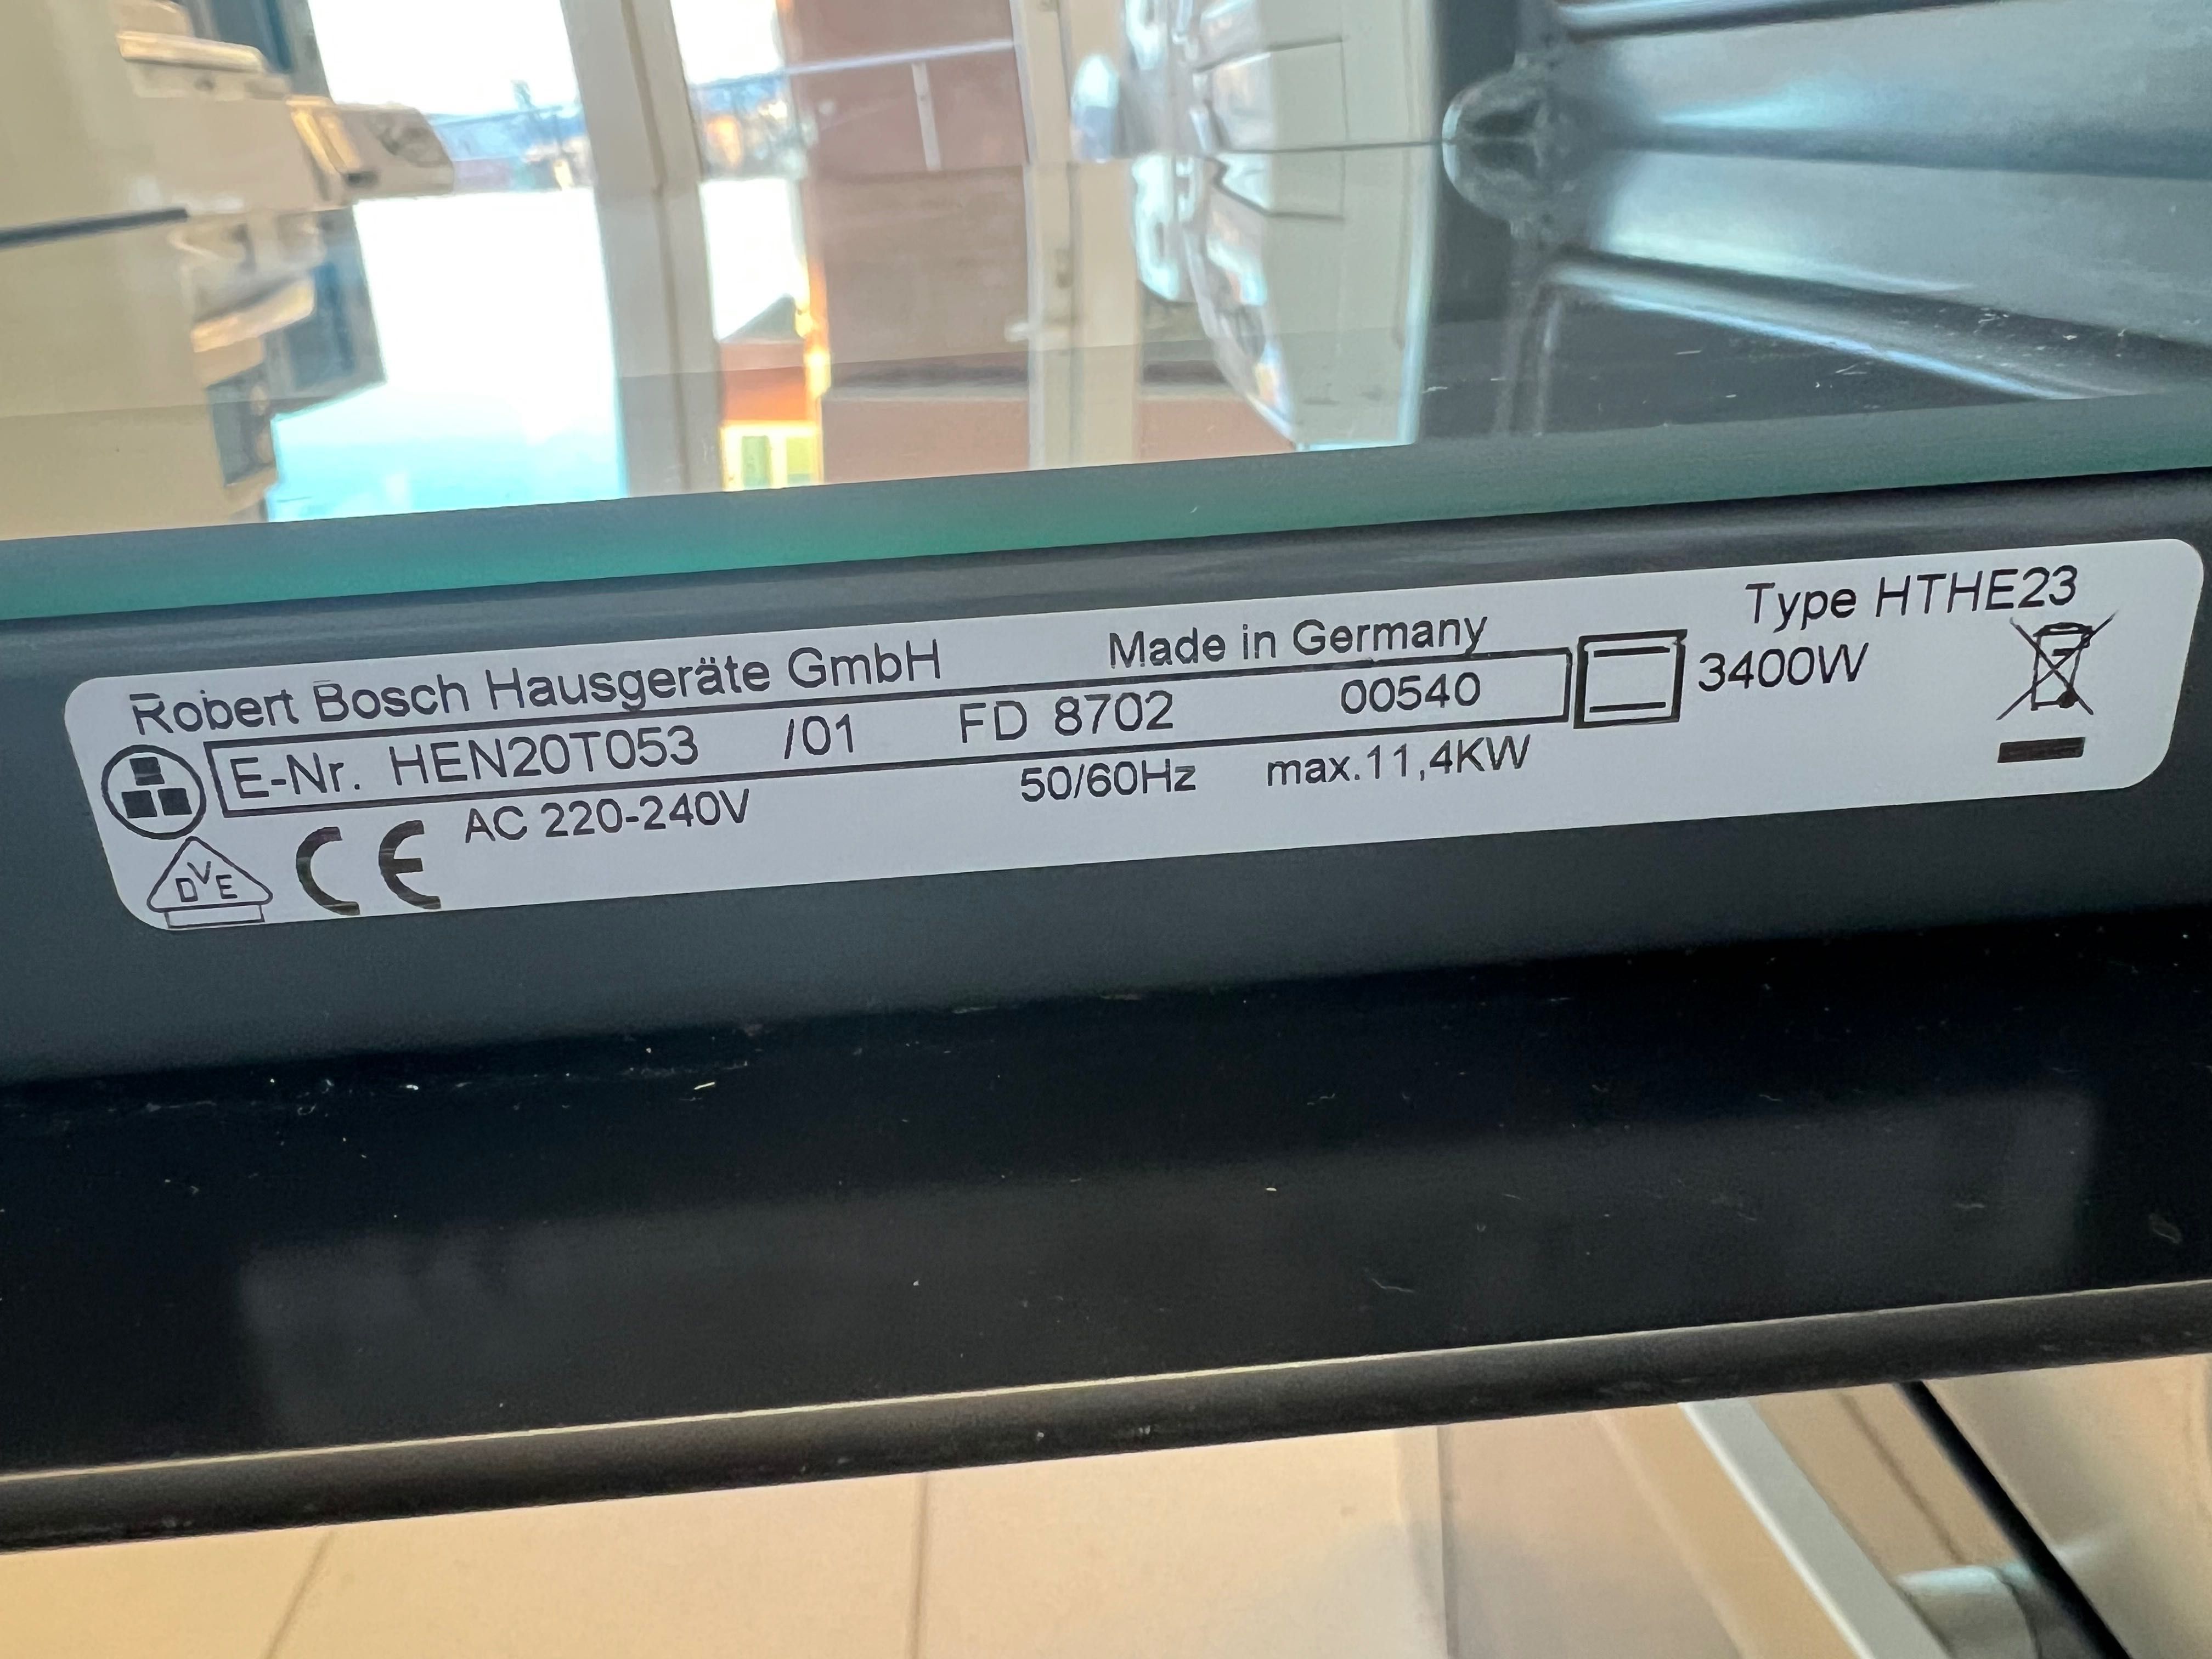 Robert Bosch Hausgeräte GmbH Made in Germany Type HTHE23
E-Nr. HEN20T053 /01 FD 8702 00540 3400W
AC 220-240V 50/60Hz max.11,4KW
DVE CE